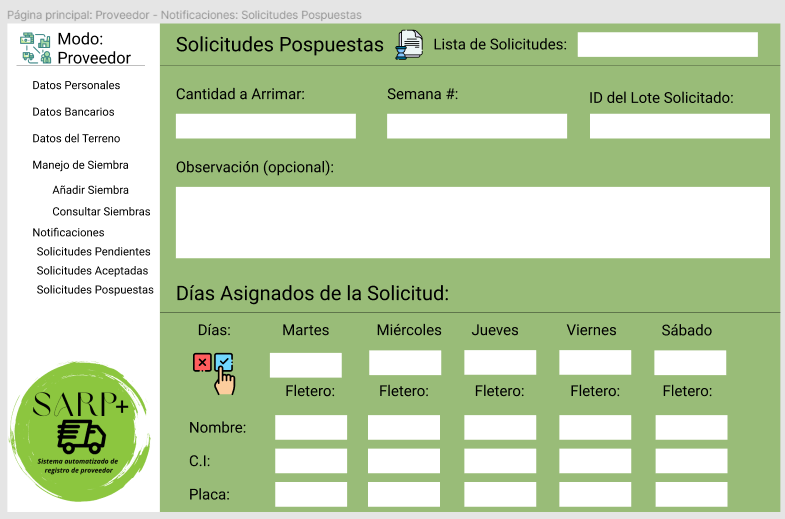 Página principal: Proveedor - Notificaciones: Solicitudes Pospuestas
Modo:
Proveedor
Datos Personales
Datos Bancarios
Datos del Terreno
Manejo de Siembra
Añadir Siembra
Consultar Siembras
Notificaciones
Solicitudes Pendientes
Solicitudes Aceptadas
Solicitudes Pospuestas
SARP+
Sistema automatizado de
registro de proveedor
Solicitudes Pospuestas
Lista de Solicitudes:
Cantidad a Arrimar:
Semana #:
ID del Lote Solicitado:
Observación (opcional):
Días Asignados de la Solicitud:
Días: Martes Miércoles Jueves Viernes Sábado
Fletero: Fletero: Fletero: Fletero: Fletero:
Nombre:
C.I:
Placa: